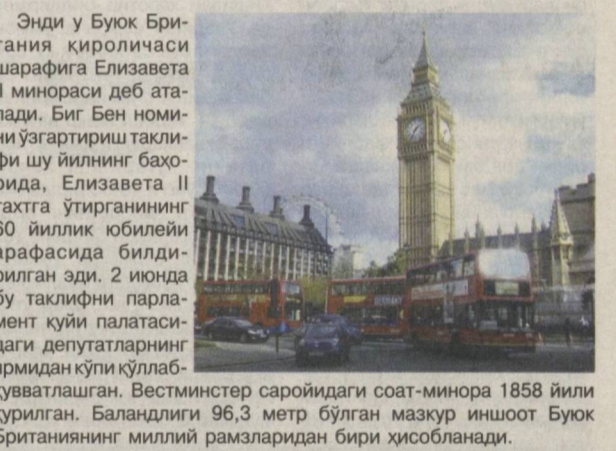 Энди у Буюк Бри-
тания қироличаси
шарафига Елизавета
II минораси деб ата-
лади. Биг Бен номи-
ни ўзгартириш такли-
фи шу йилнинг баҳо-
рида, Елизавета II
тахтга ўтирганининг
60 йиллик юбилейи
арафасида билди-
рилган эди. 2 июнда
бу таклифни парла-
мент қуйи палатаси-
даги депутатларнинг
ярмидан кўпи қўллаб-
қувватлашган. Вестминстер саройидаги соат-минора 1858 йили
қурилган. Баландлиги 96,3 метр бўлган мазкур иншоот Буюк
Британиянинг миллий рамзларидан бири ҳисобланади.